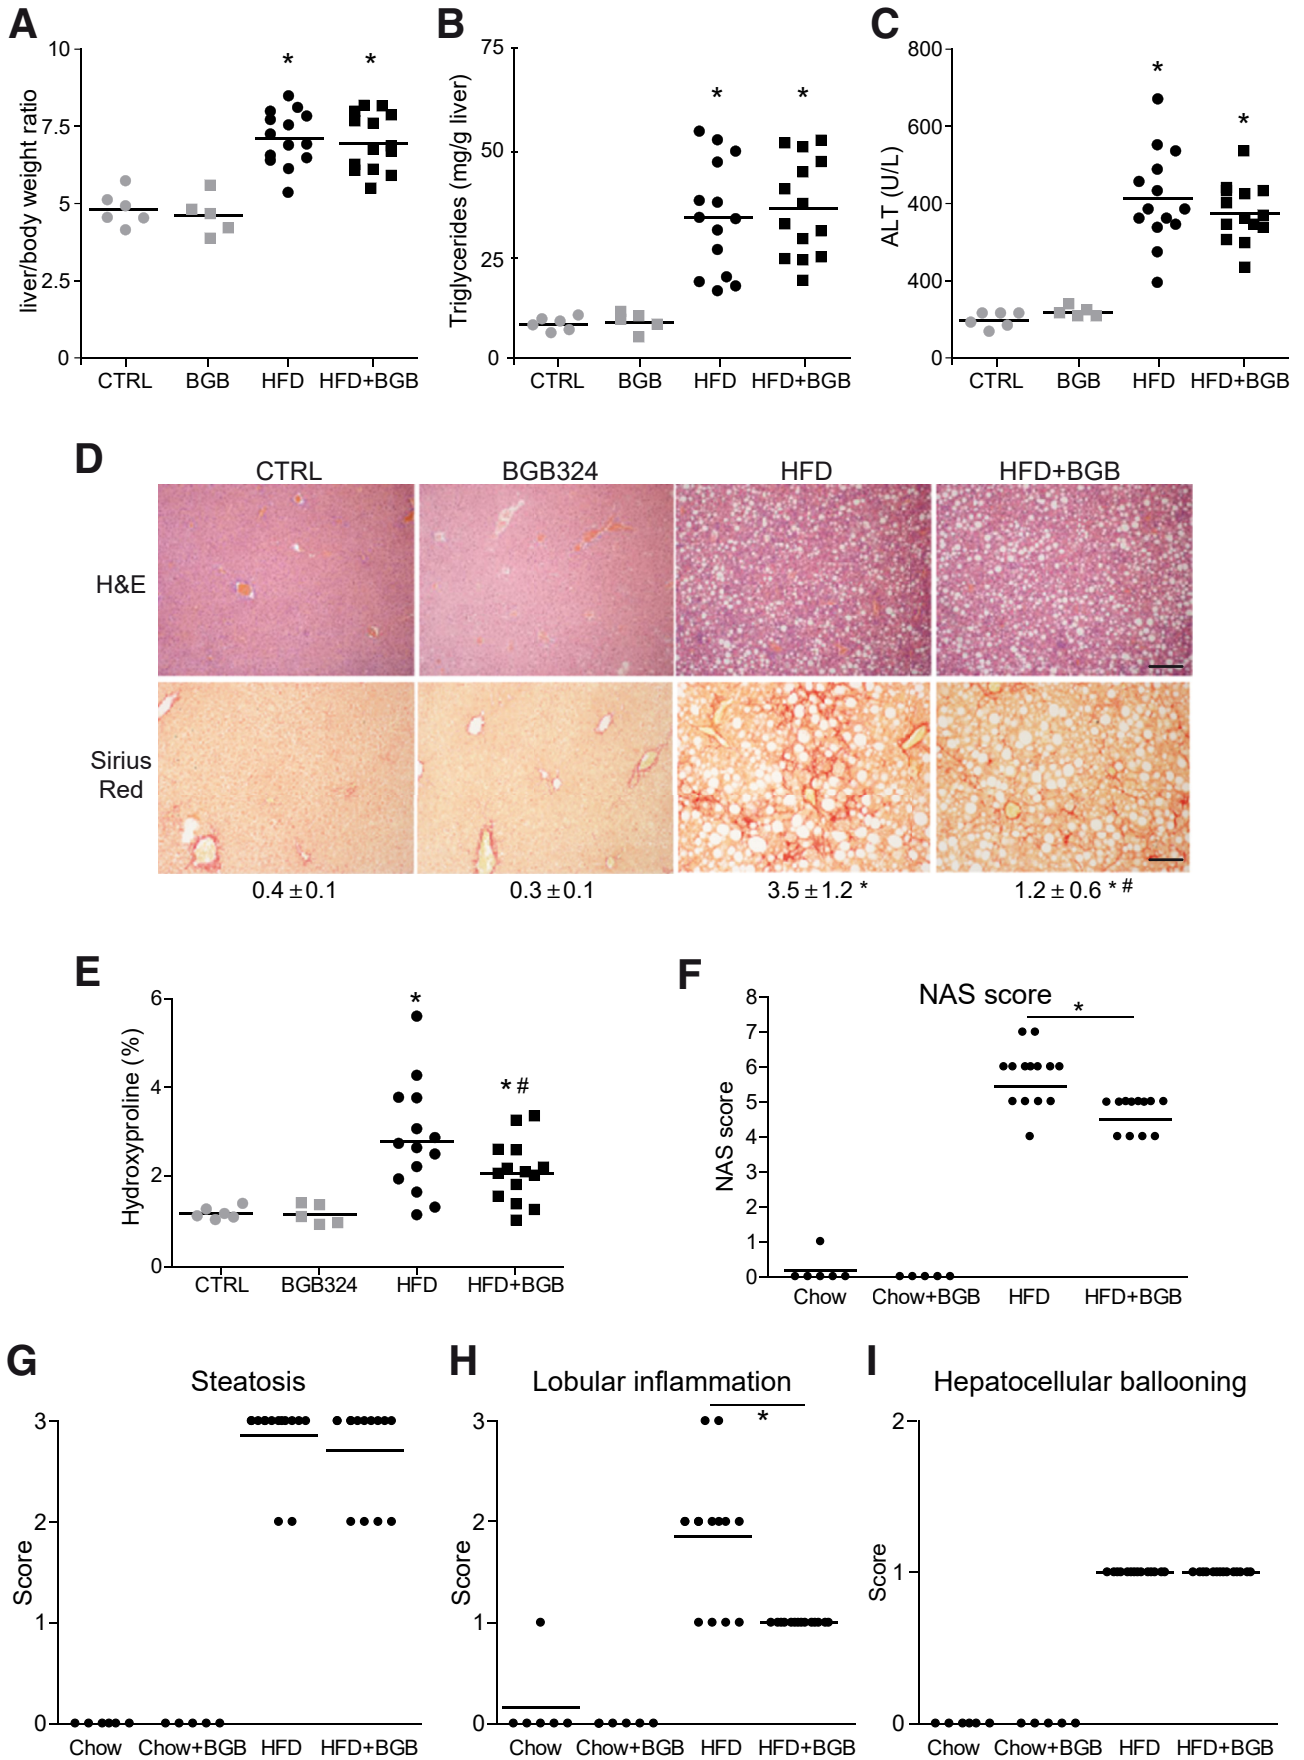 A
liver/body weight ratio
10
7.5
5
2.5
0
* *
CTRL BGB HFD HFD+BGB
B
Triglycerides (mg/g liver)
75
50
25
0
* *
CTRL BGB HFD HFD+BGB
C
ALT (U/L)
800
600
400
400
0
* *
CTRL BGB HFD HFD+BGB
D
CTRL BGB324 HFD HFD+BGB
H&E
Sirius
Red
0.4 ± 0.1 0.3 ± 0.1 3.5 ± 1.2 * 1.2 ± 0.6 * #
E
Hydroxyproline (%)
6
4
2
0
* * #
CTRL BGB324 HFD HFD+BGB
F
NAS score
NAS score
8
7
6
5
4
3
2
1
0
*
Chow Chow+BGB HFD HFD+BGB
G
Steatosis
Score
3
2
1
0
Chow Chow+BGB HFD HFD+BGB
H
Lobular inflammation
Score
3
2
1
0
*
Chow Chow+BGB HFD HFD+BGB
I
Hepatocellular ballooning
Score
2
1
0
Chow Chow+BGB HFD HFD+BGB